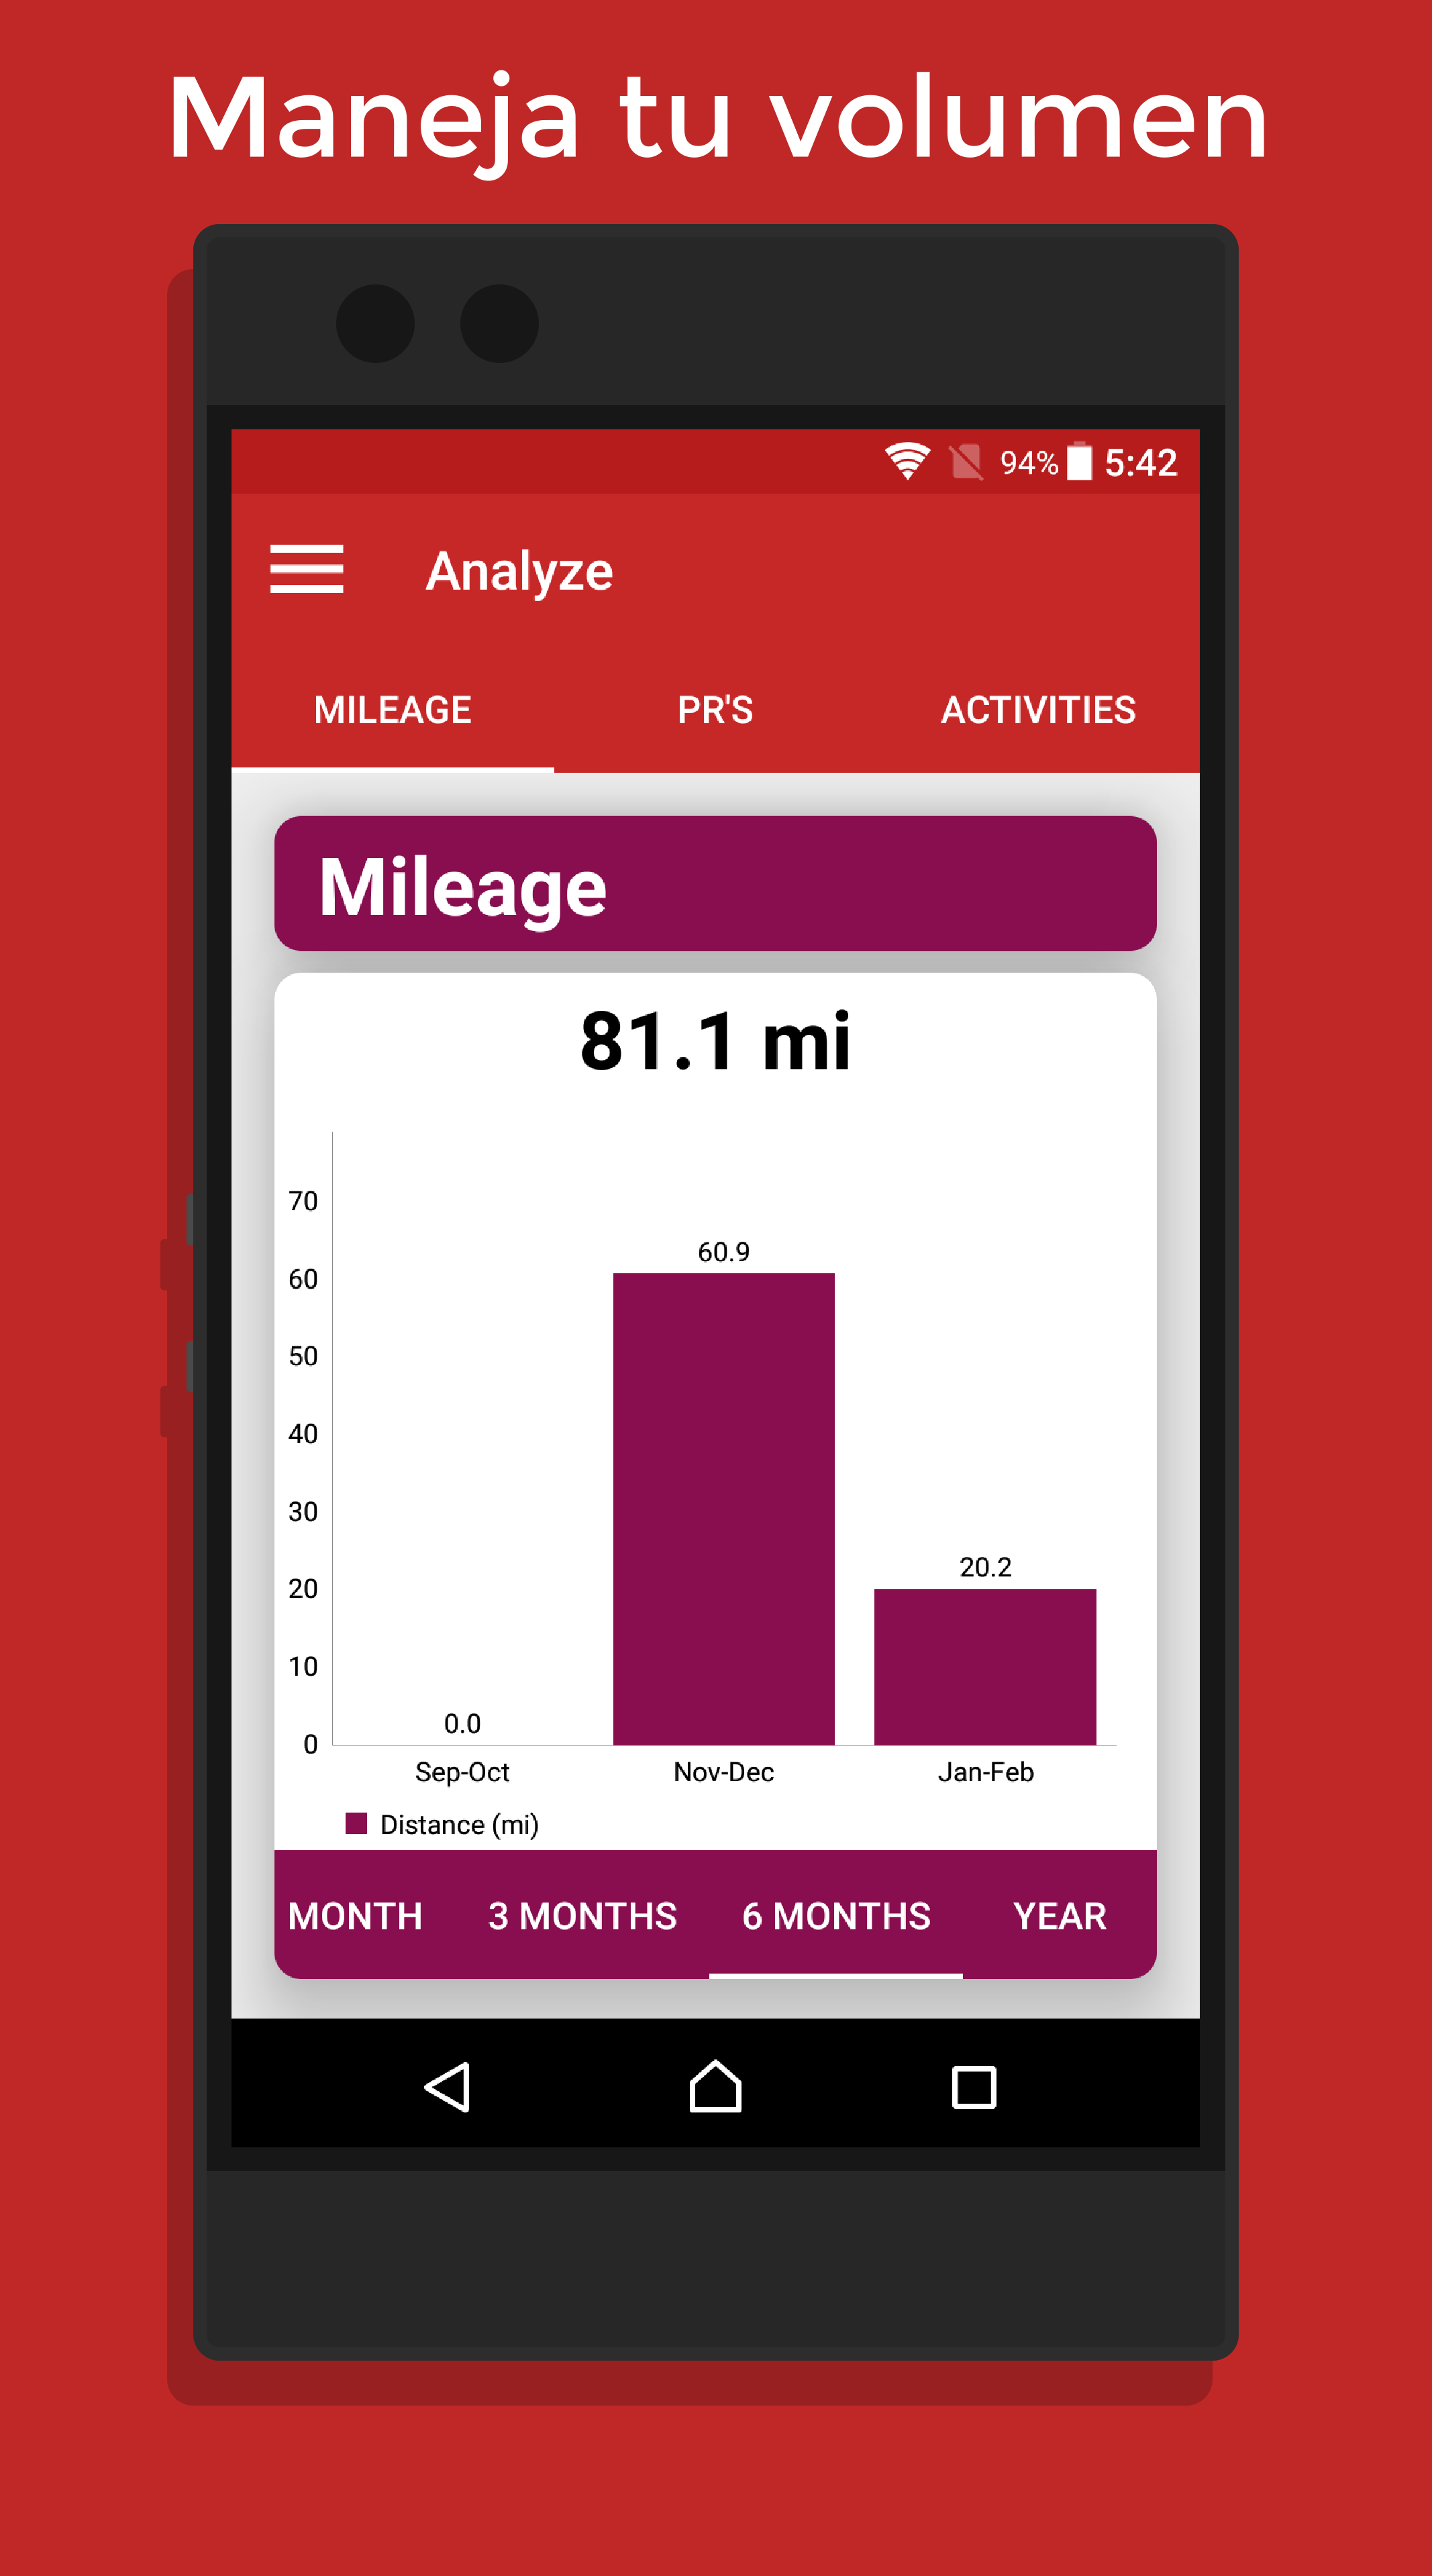 Maneja tu volumen
94% 5:42
Analyze
MILEAGE PR'S ACTIVITIES
Mileage
81.1 mi
70
60.9
60
50
40
30
20.2
20
10
0.0
0
Sep-Oct Nov-Dec Jan-Feb
Distance (mi)
MONTH 3 MONTHS 6 MONTHS YEAR